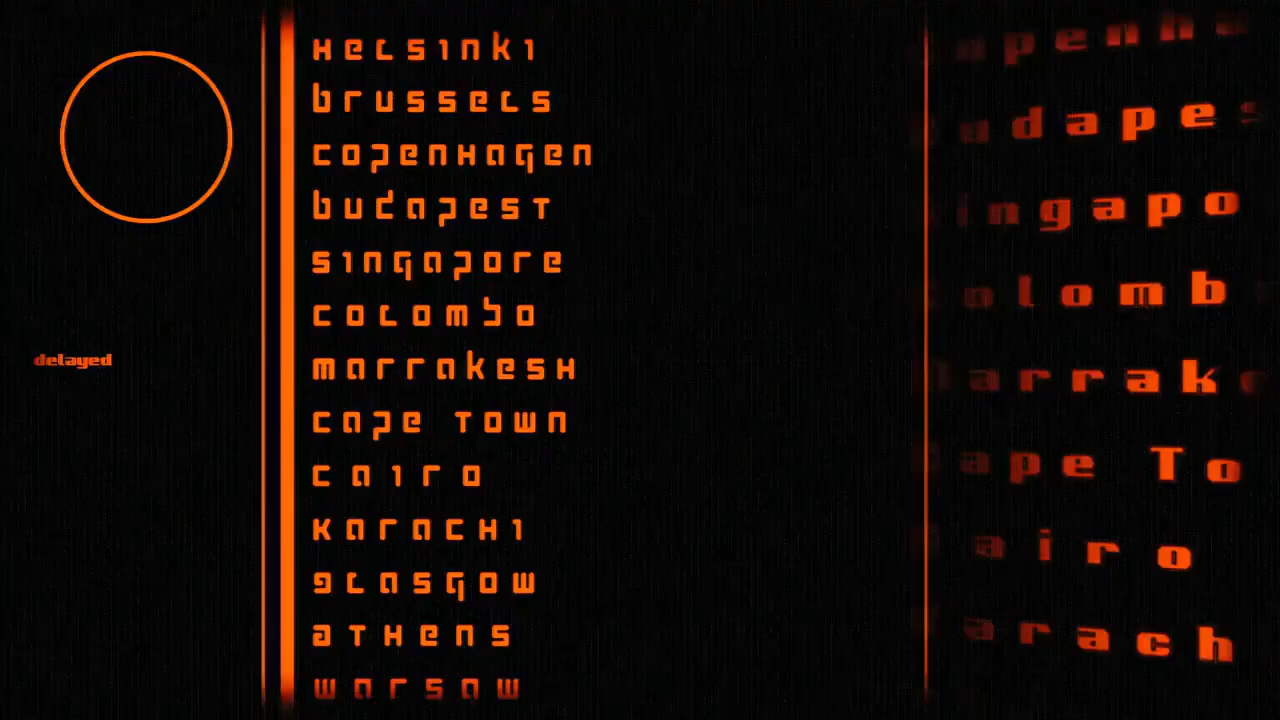 delayed
Helsinki
Brussels
Copenhagen
Budapest
Singapore
Colombo
Marrakesh
Cape Town
Cairo
Karachi
Glasgow
Athens
Warsaw
apenha
udapes
ingapo
olomb
arrak
ape To
airo
arach